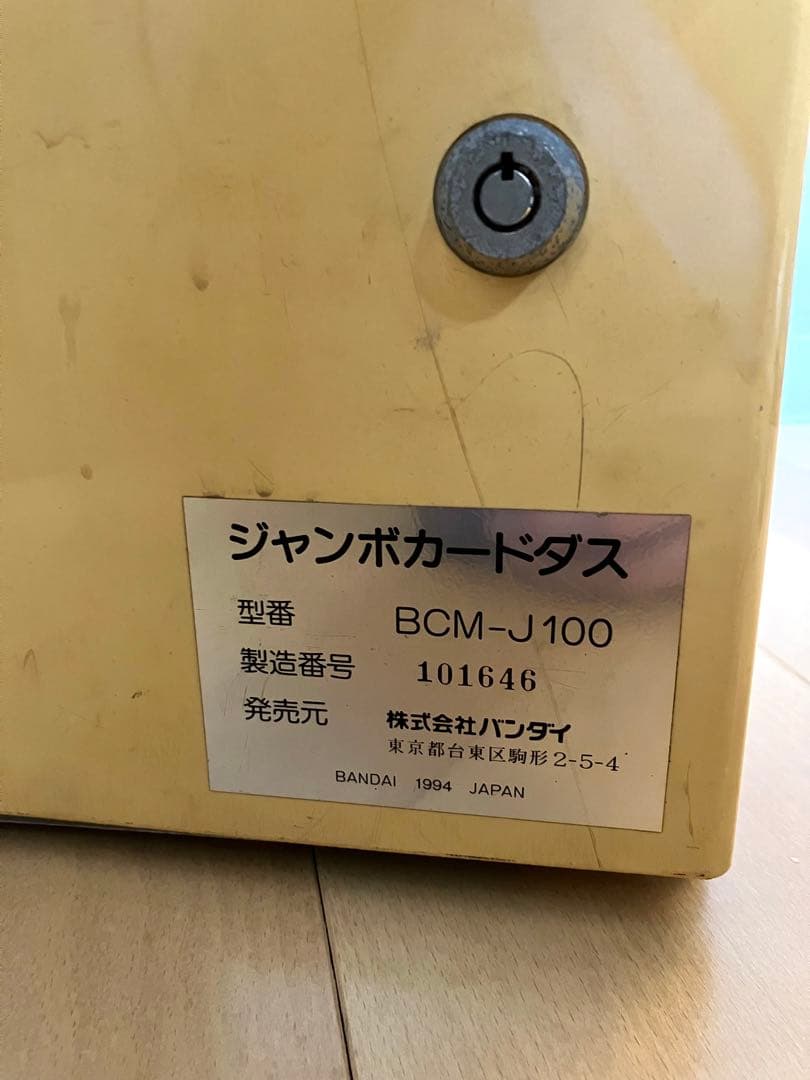 ジャンボカードダス
型番 BCM-J100
製造番号 101646
発売元 株式会社バンダイ
東京都台東区駒形2-5-4
BANDAI 1994 JAPAN